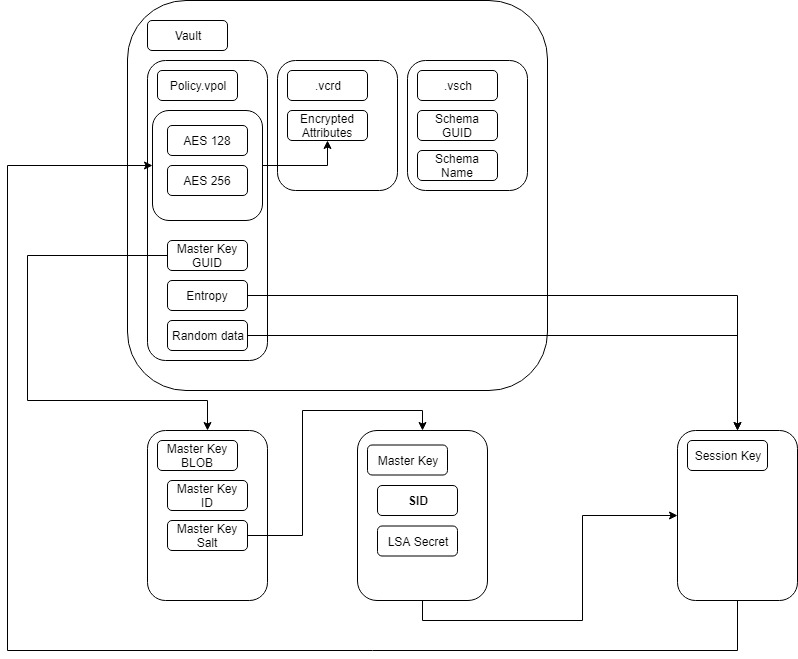 Vault
Policy.vpol
AES 128
AES 256
Master Key
GUID
Entropy
Random data
.vcrd
Encrypted
Attributes
.vsch
Schema
GUID
Schema
Name
Master Key
BLOB
Master Key
ID
Master Key
Salt
Master Key
SID
LSA Secret
Session Key